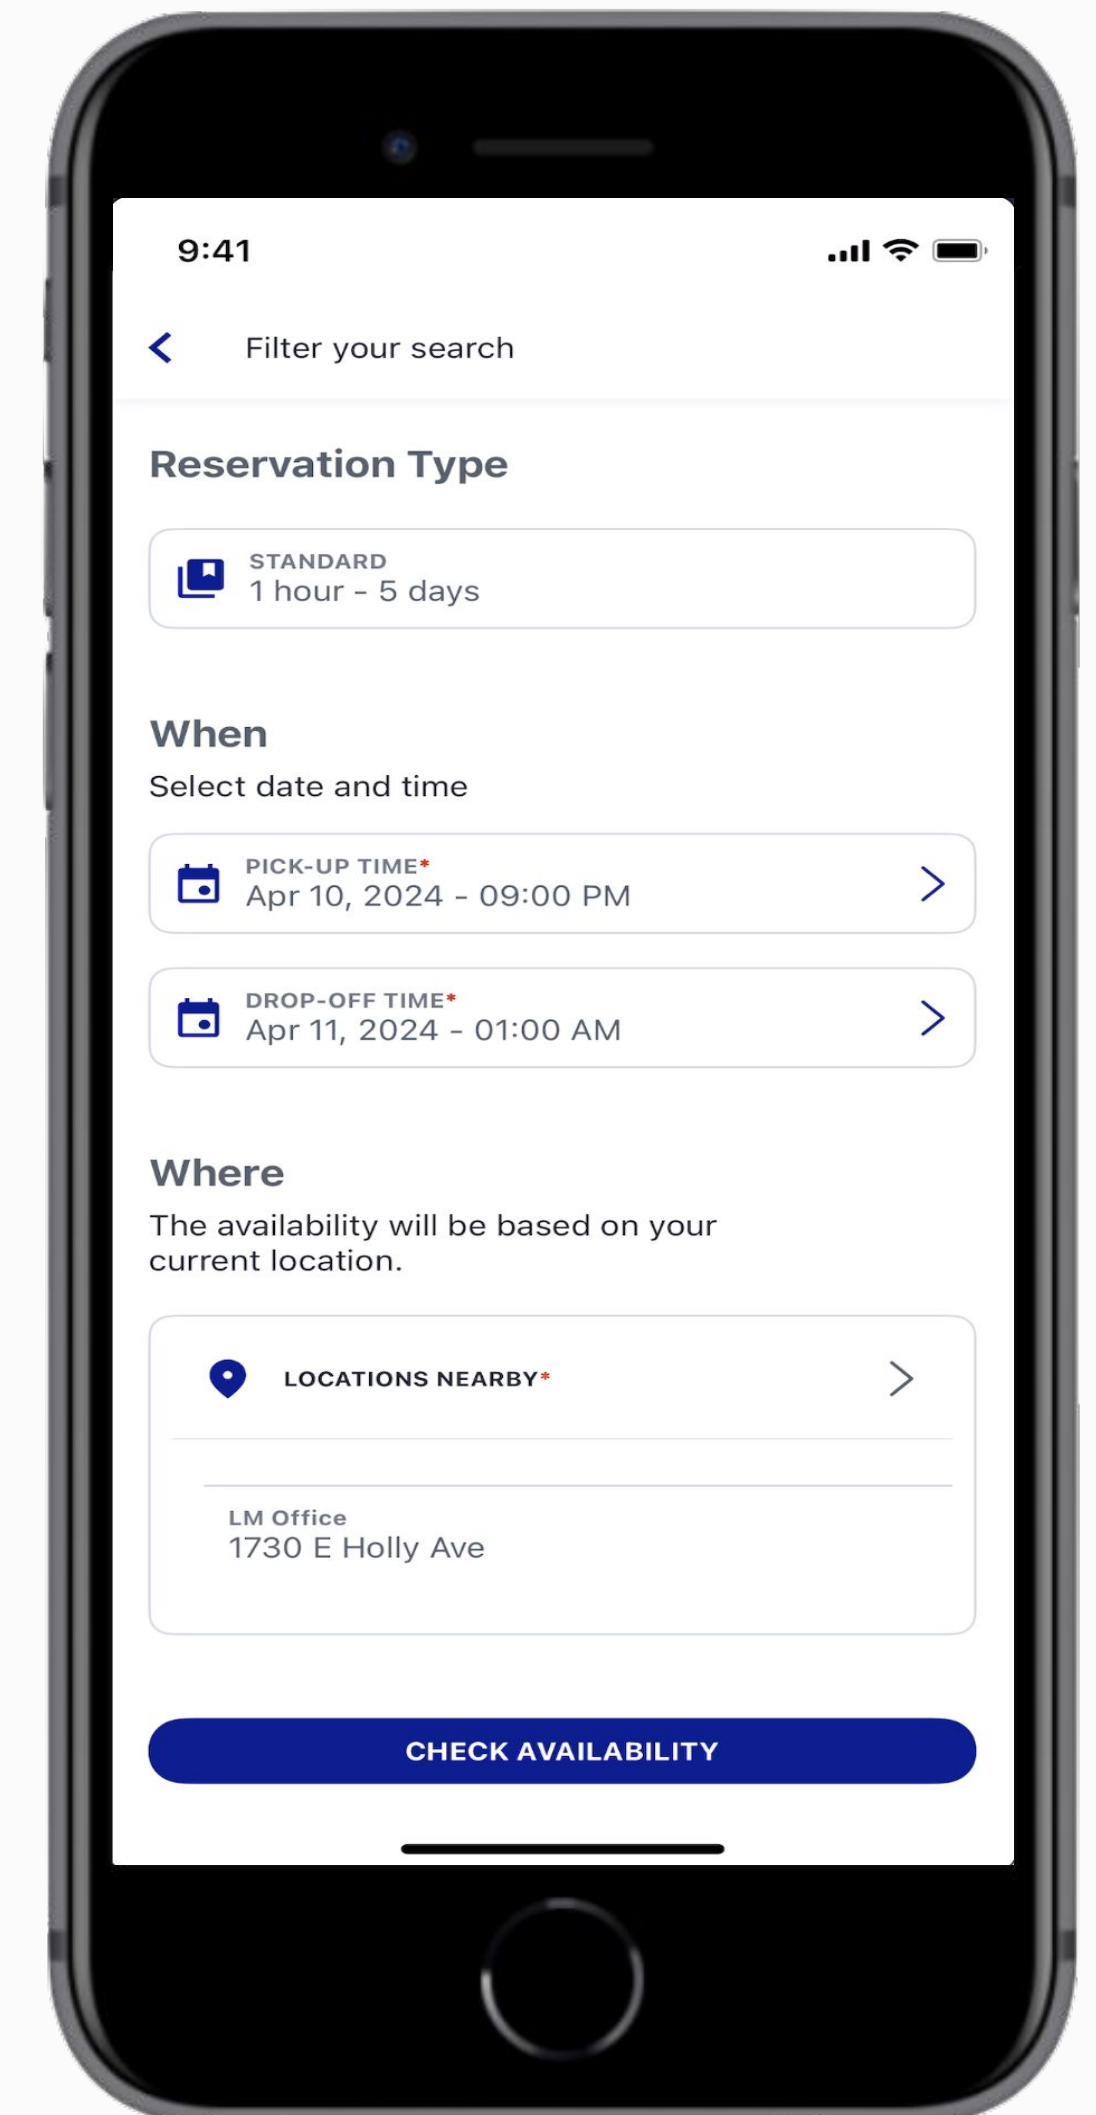 9:41
Filter your search
Reservation Type
STANDARD
1 hour - 5 days
When
Select date and time
PICK-UP TIME*
Apr 10, 2024 - 09:00 PM
DROP-OFF TIME*
Apr 11, 2024 - 01:00 AM
Where
The availability will be based on your
current location.
LOCATIONS NEARBY*
LM Office
1730 E Holly Ave
CHECK AVAILABILITY